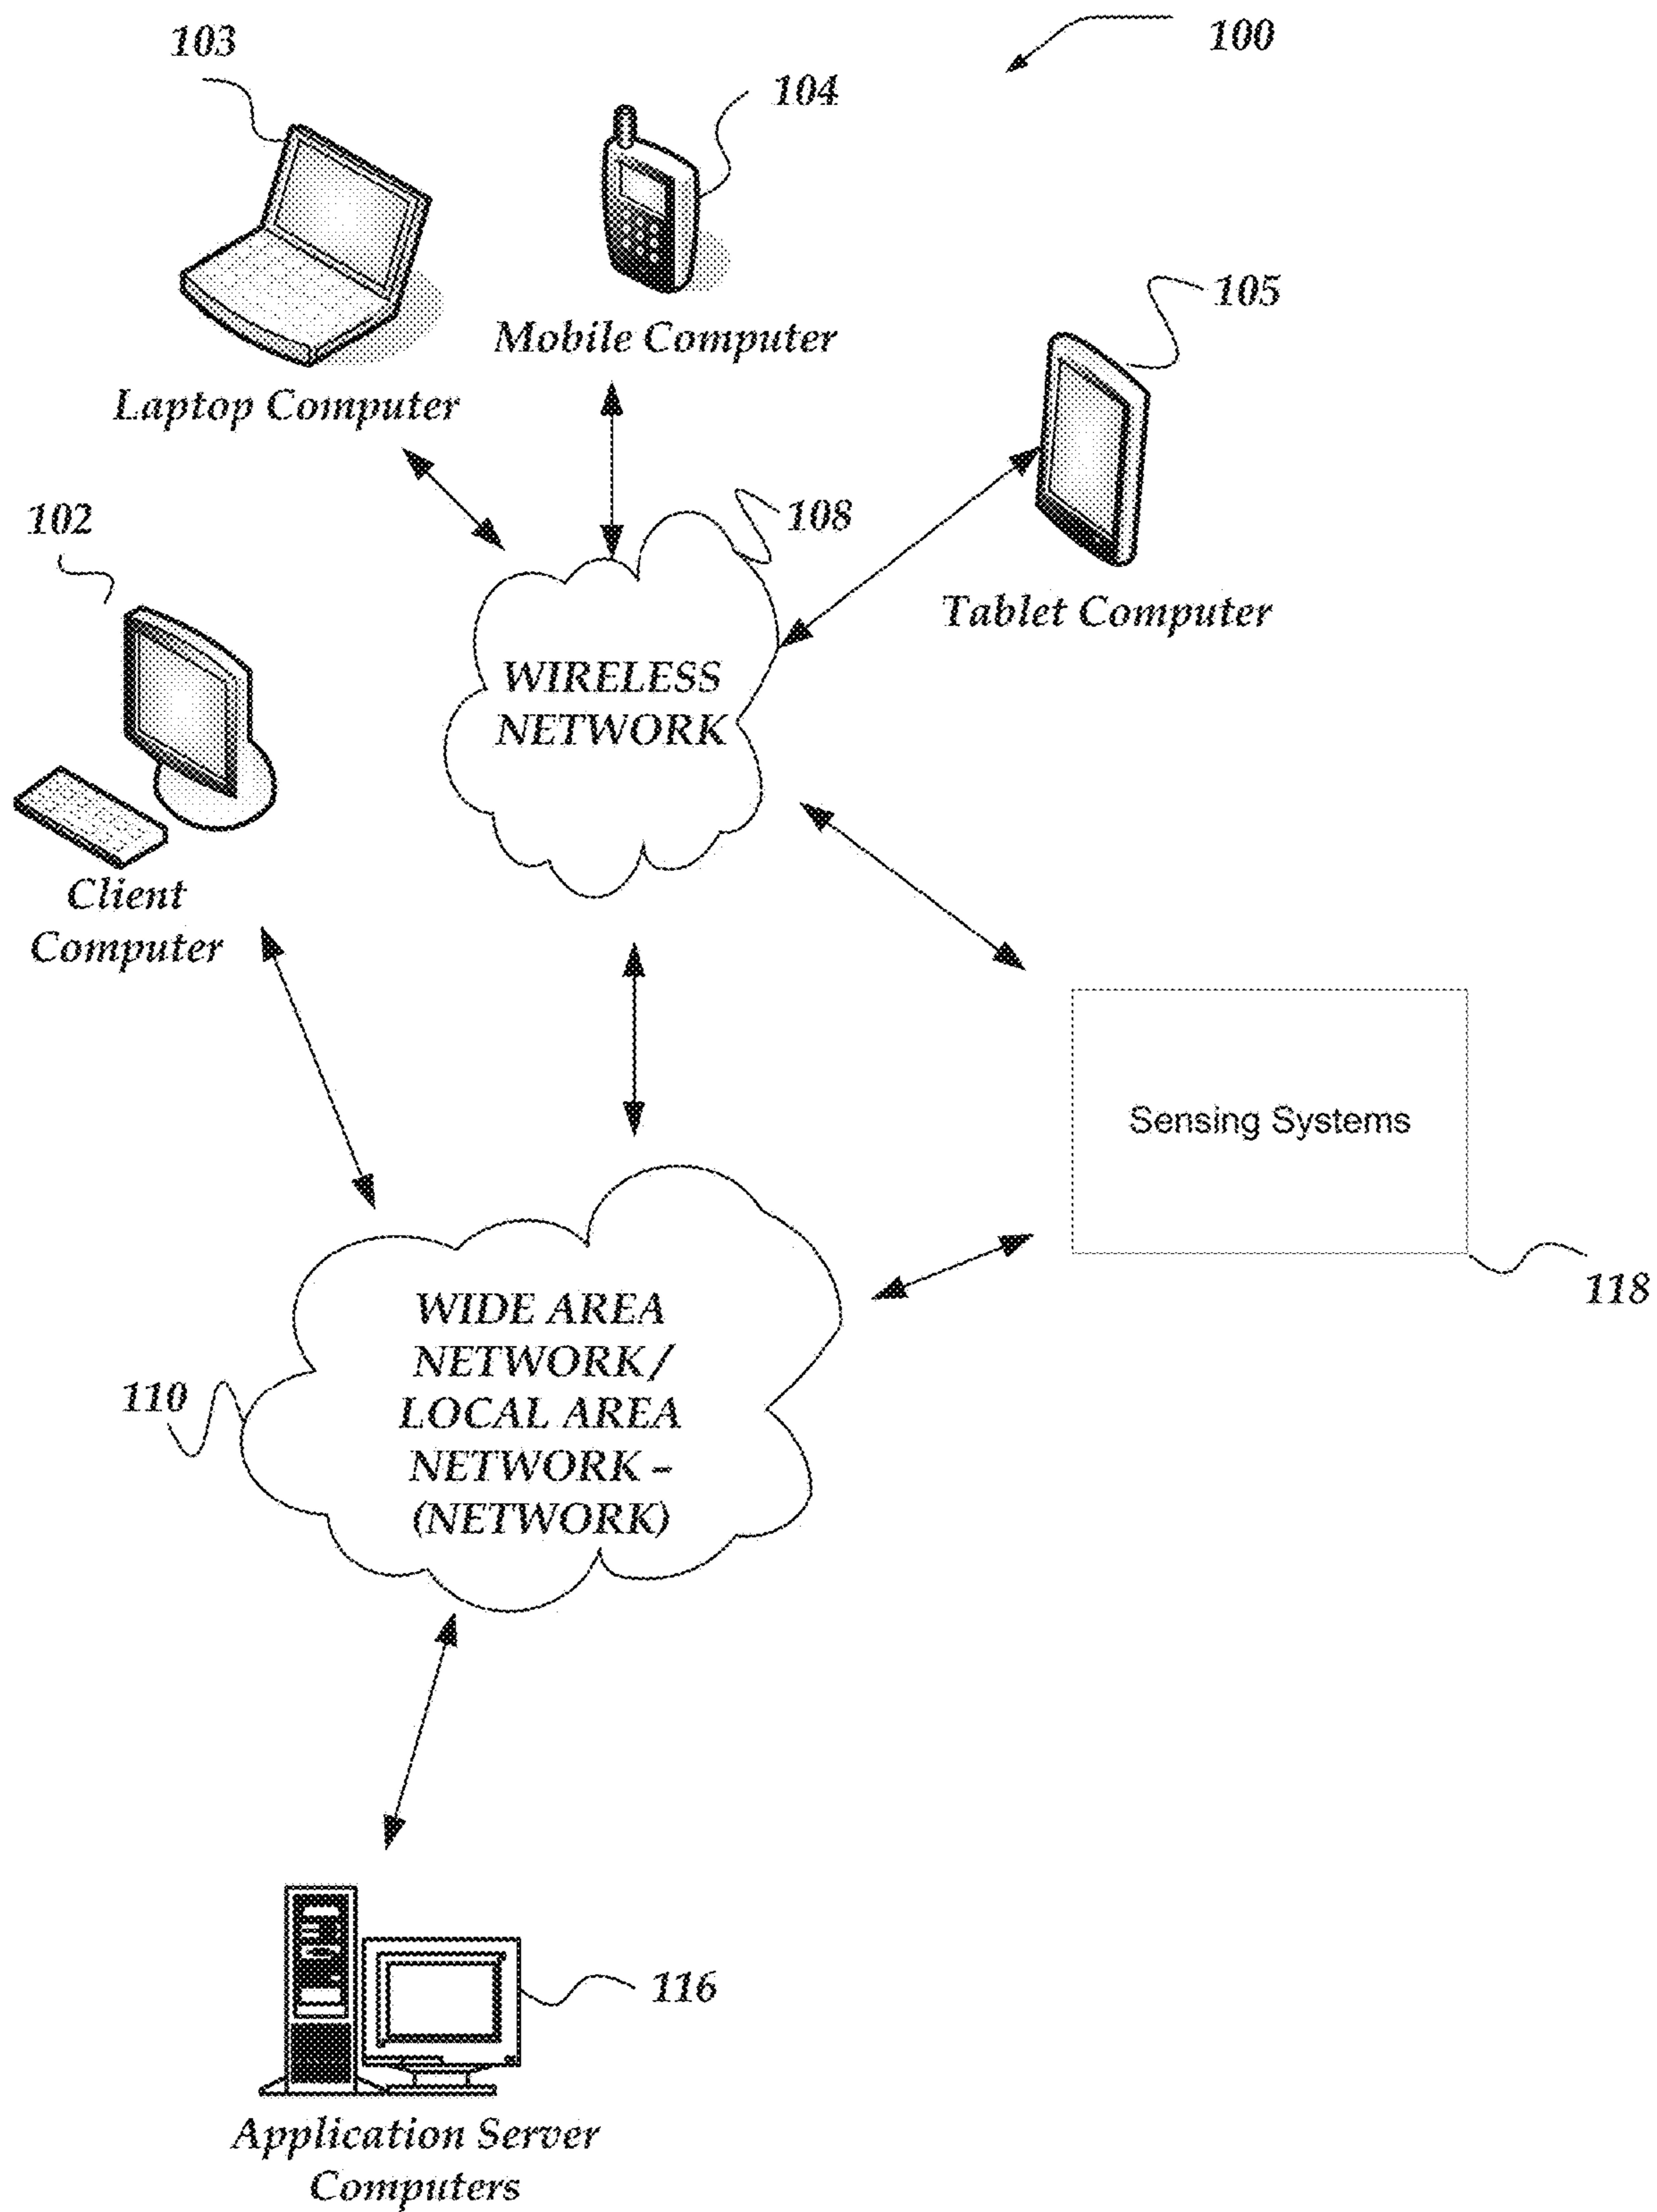 103
100
104
105
Mobile Computer
Laptop Computer
108
102
Tablet Computer
WIRELESS
NETWORK
Client
Computer
Sensing Systems
118
WIDE AREA
NETWORK /
LOCAL AREA
NETWORK –
(NETWORK)
110
116
Application Server
Computers